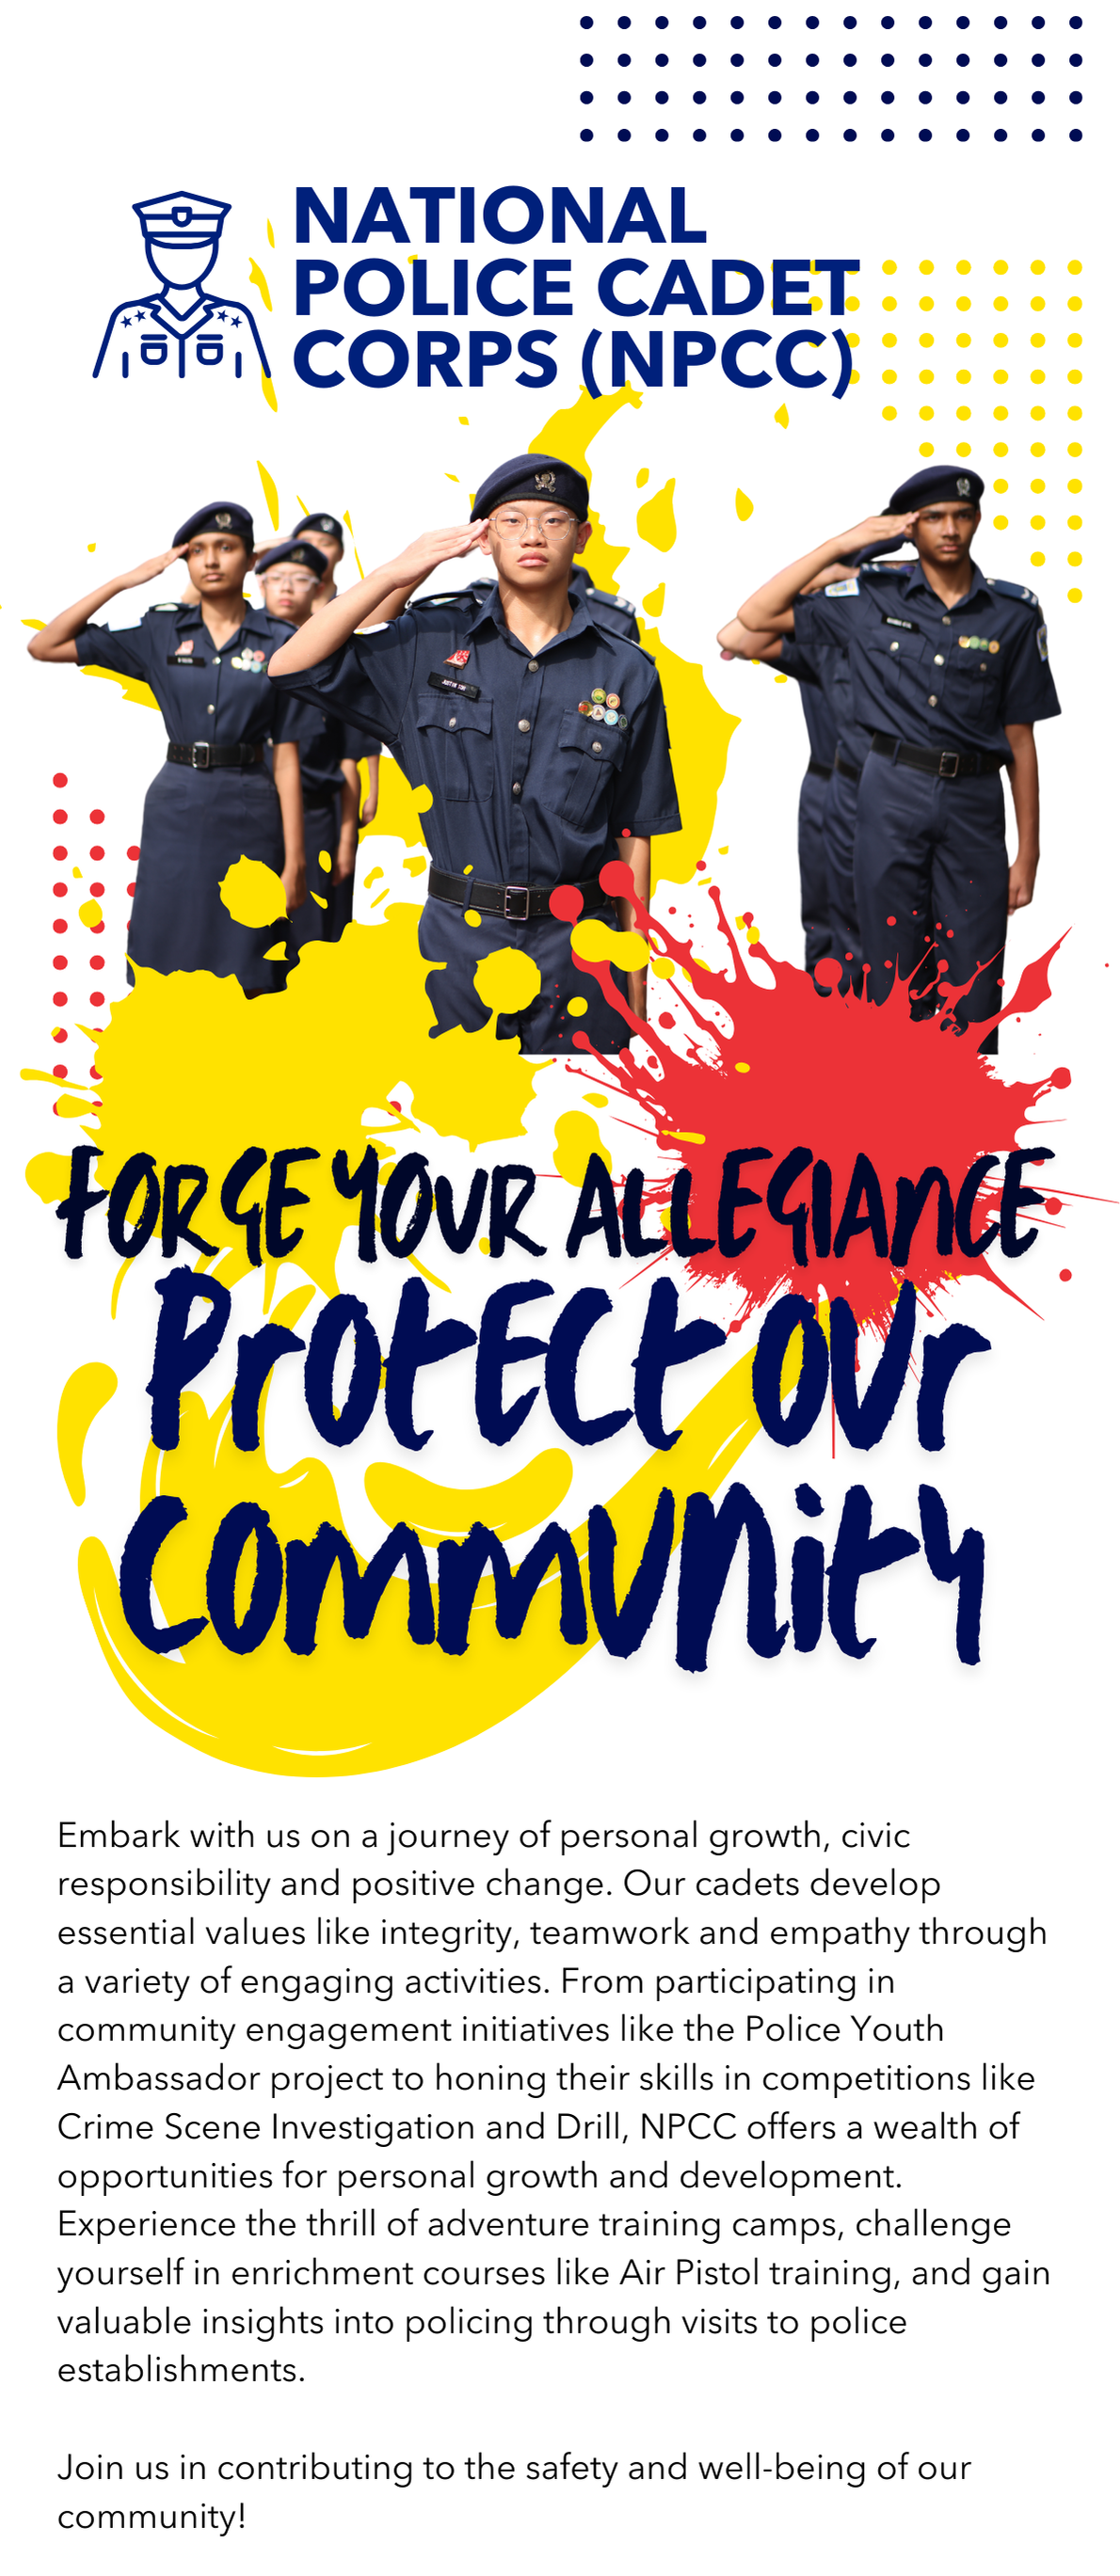 NATIONAL
POLICE CADET
CORPS (NPCC)
JUSTIN TOH
FORGE YOUR ALLEGIANCE
Protect our
community
Embark with us on a journey of personal growth, civic
responsibility and positive change. Our cadets develop
essential values like integrity, teamwork and empathy through
a variety of engaging activities. From participating in
community engagement initiatives like the Police Youth
Ambassador project to honing their skills in competitions like
Crime Scene Investigation and Drill, NPCC offers a wealth of
opportunities for personal growth and development.
Experience the thrill of adventure training camps, challenge
yourself in enrichment courses like Air Pistol training, and gain
valuable insights into policing through visits to police
establishments.
Join us in contributing to the safety and well-being of our
community!